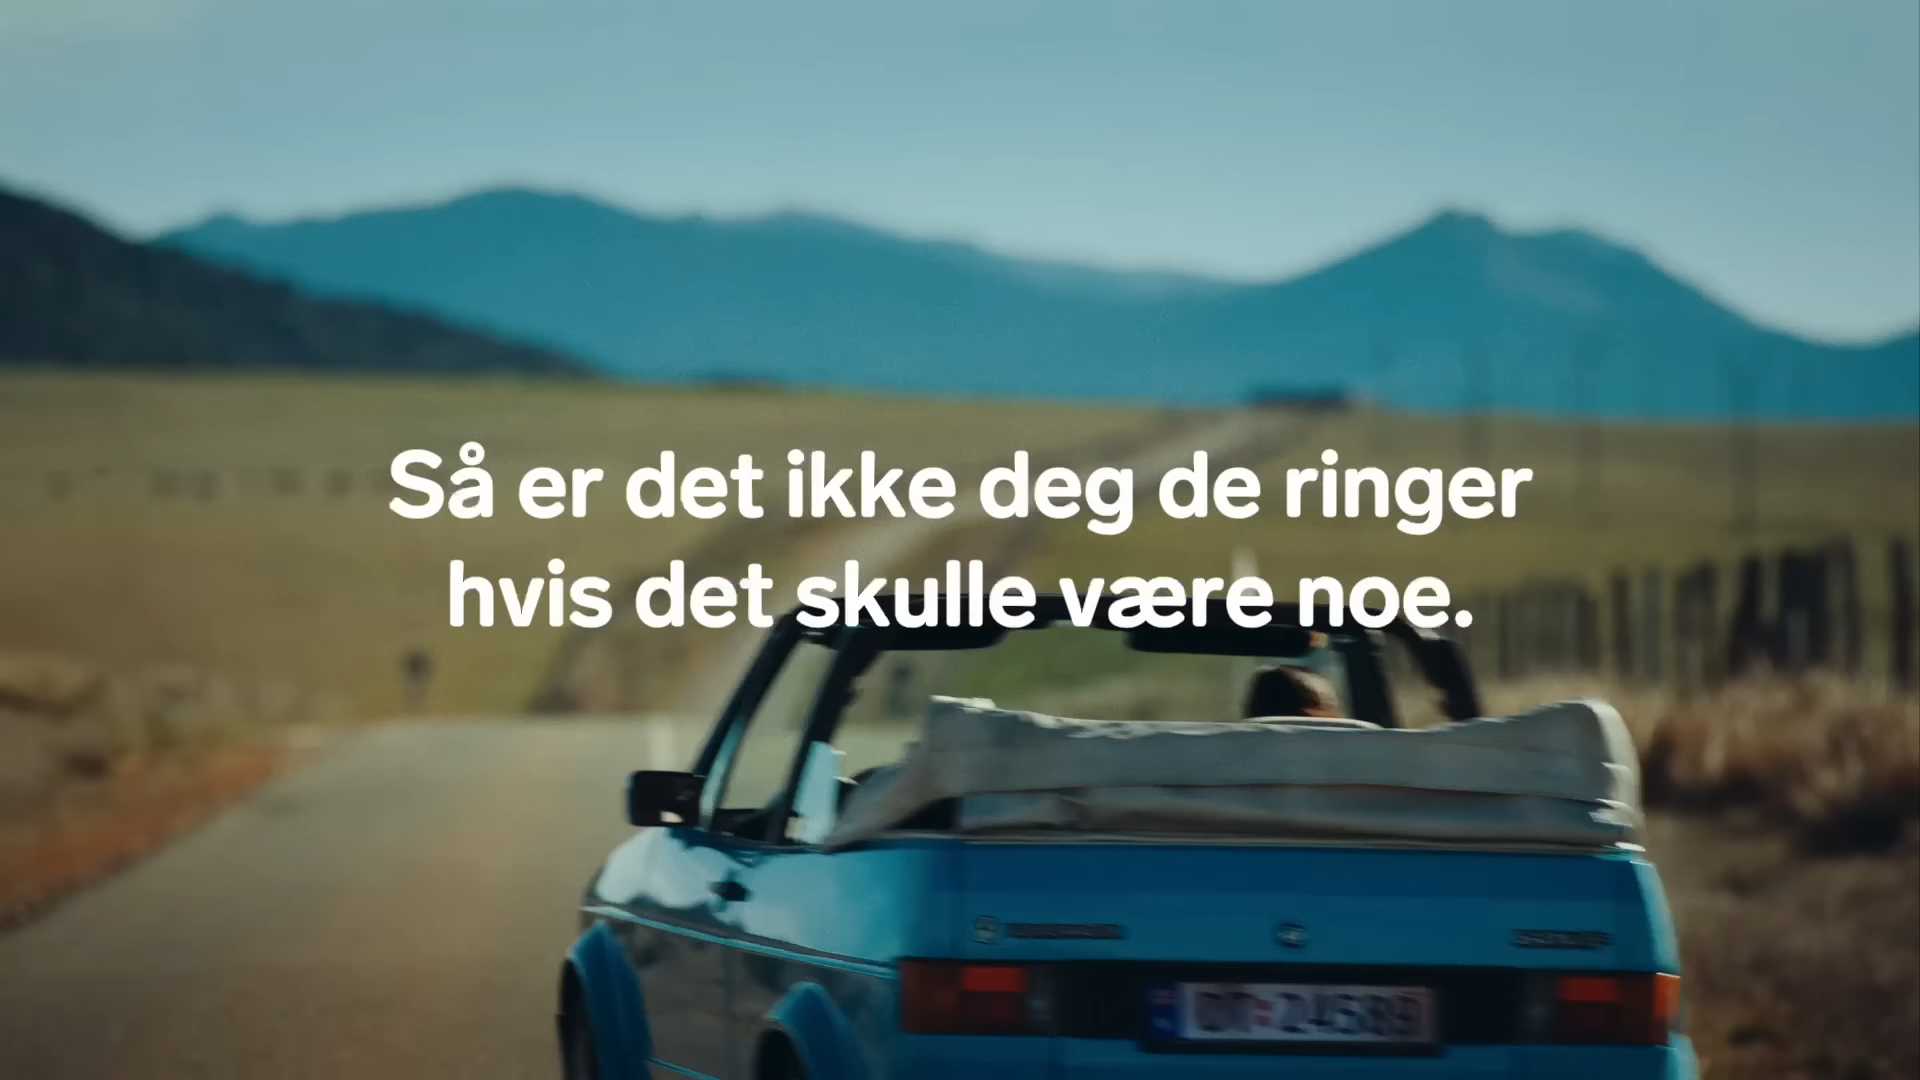 Så er det ikke deg de ringer
hvis det skulle være noe.